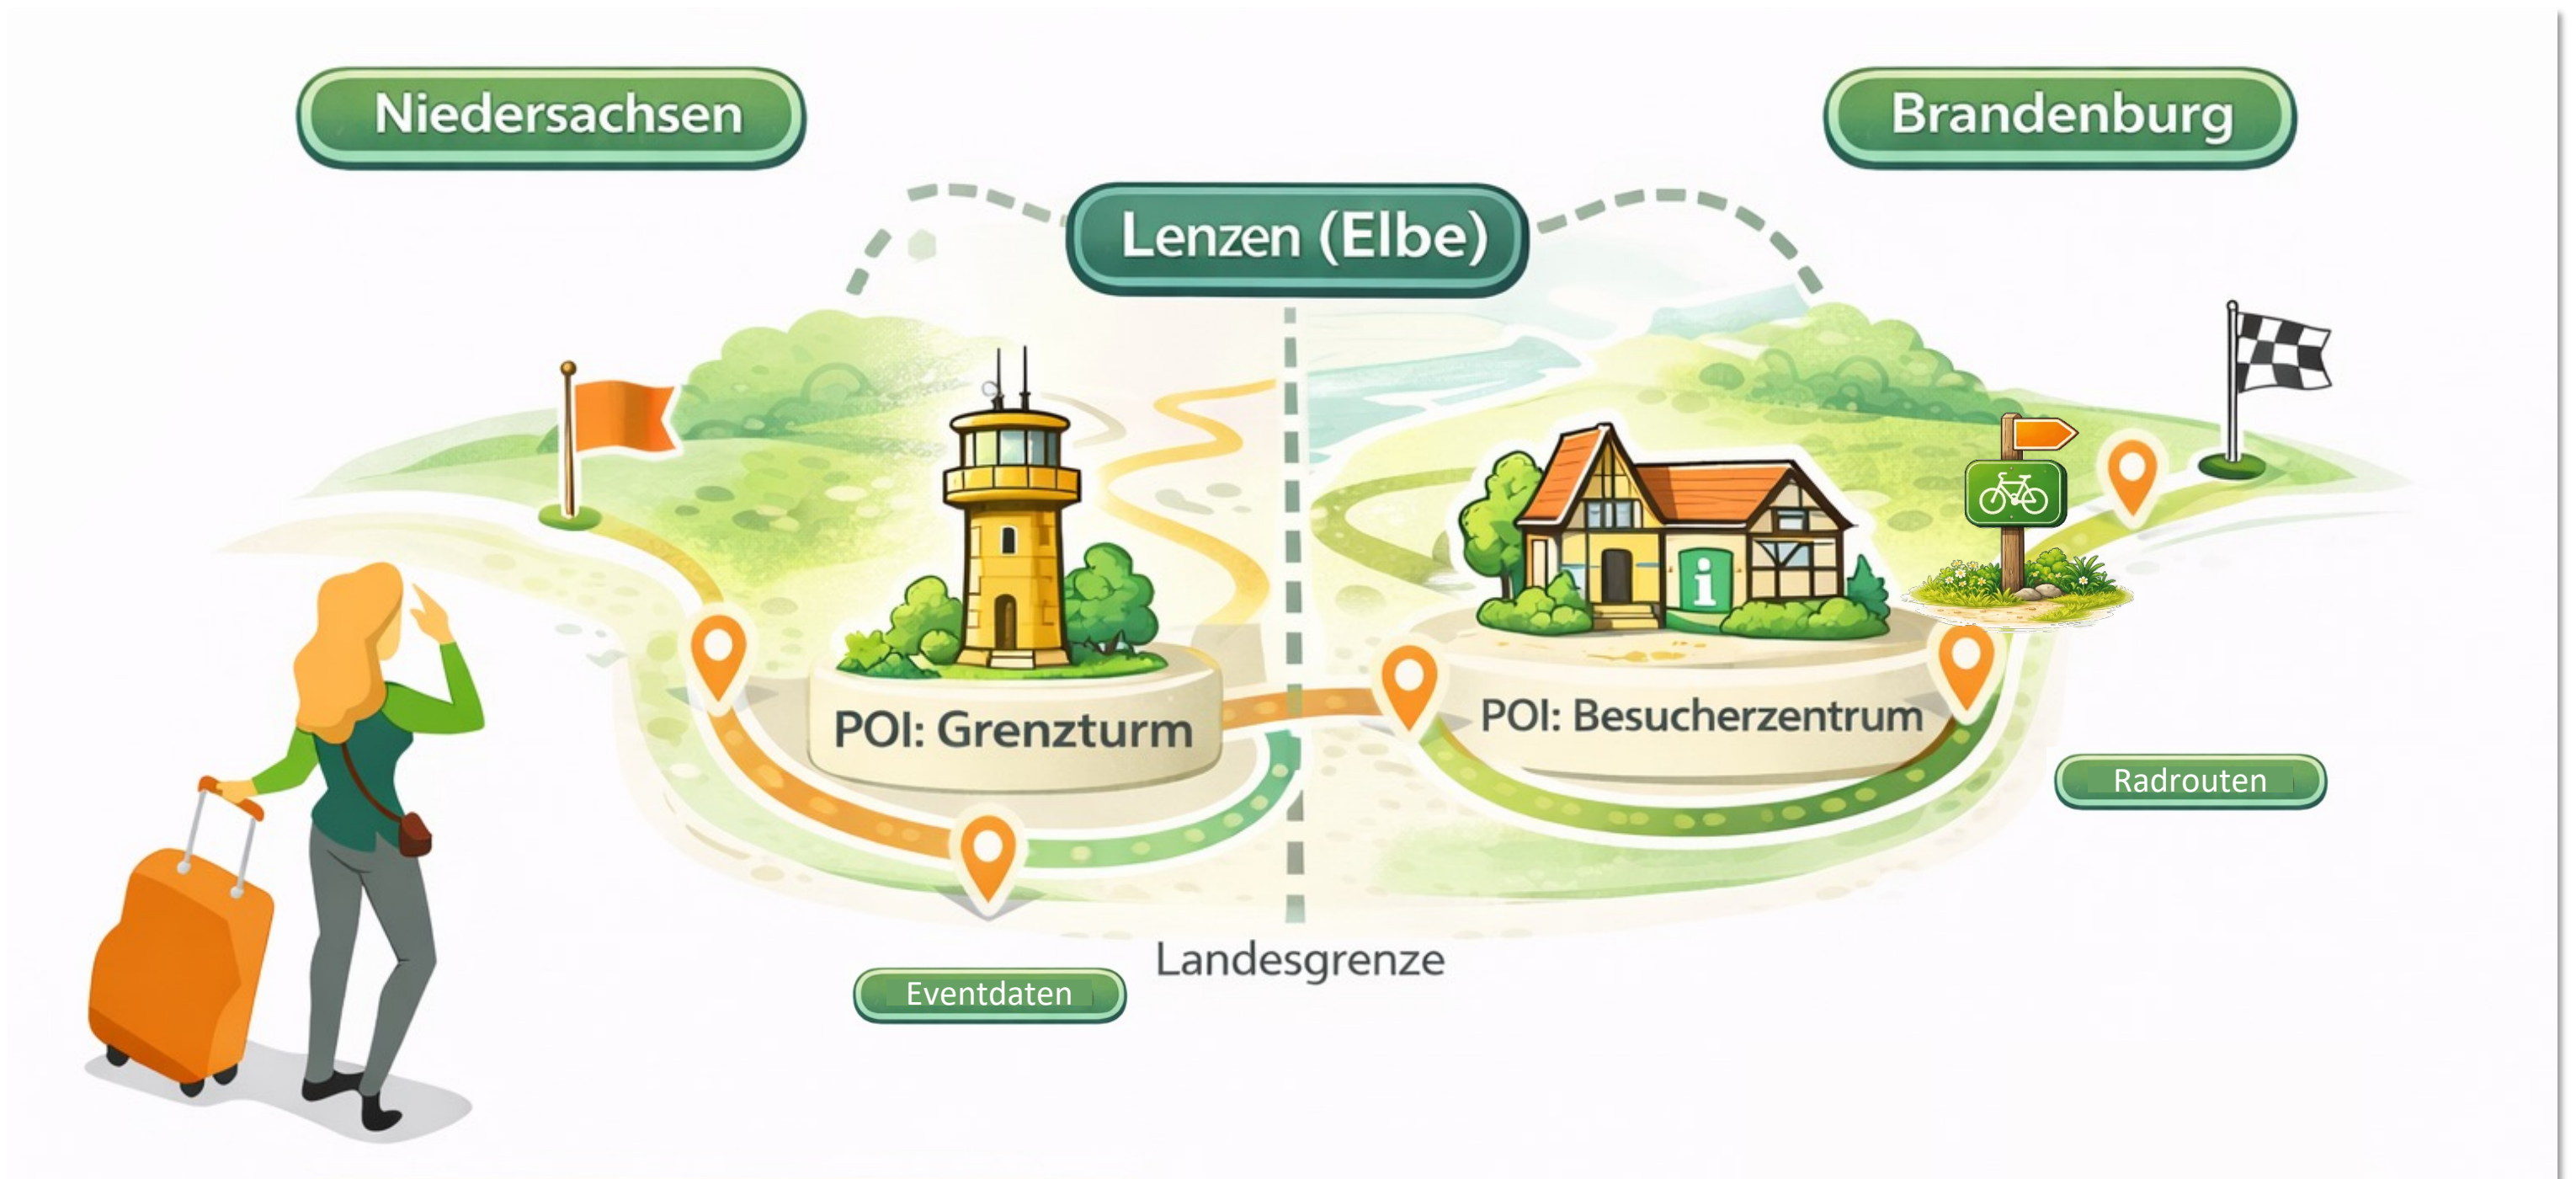 Niedersachsen
Brandenburg
Lenzen (Elbe)
i
POI: Grenzturm
POI: Besucherzentrum
Radrouten
Landesgrenze
Eventdaten